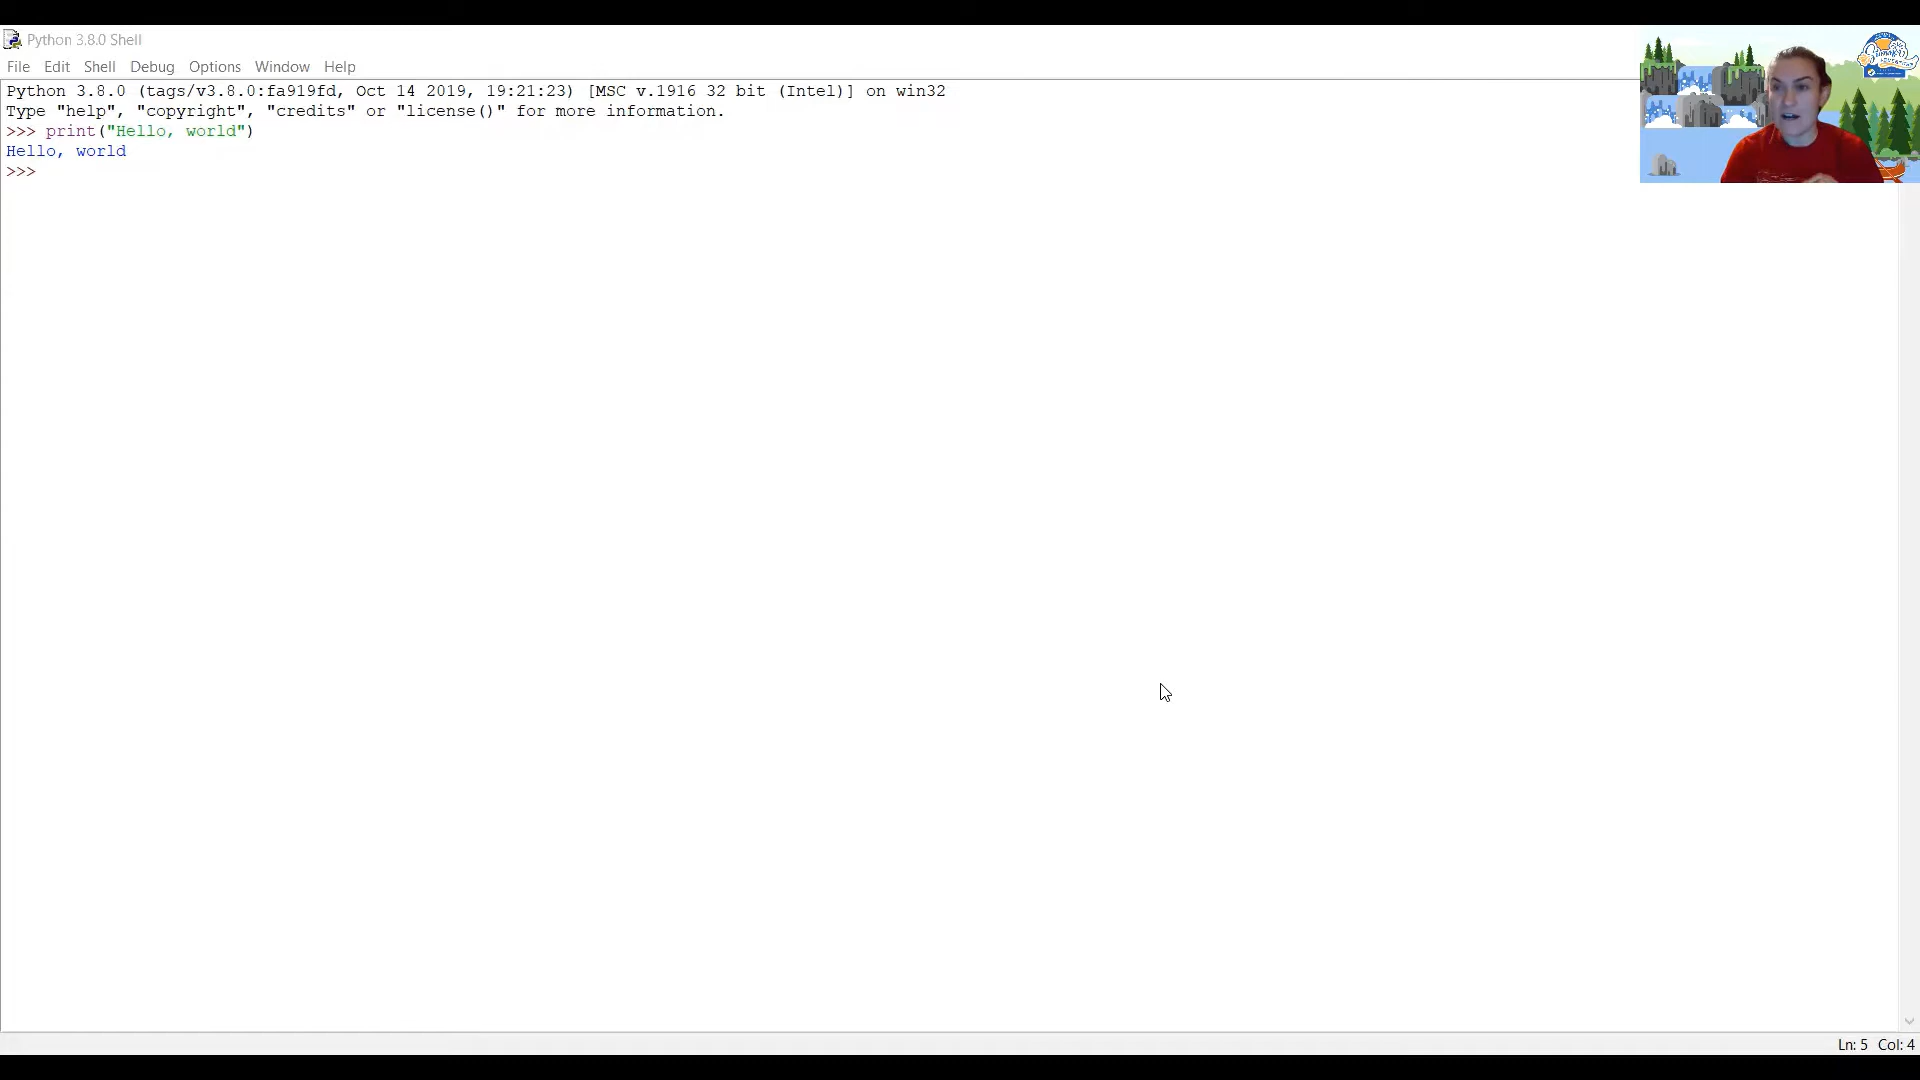 Python 3.8.0 Shell
File Edit Shell Debug Options Window Help
Python 3.8.0 (tags/v3.8.0:fa919fd, Oct 14 2019, 19:21:23) [MSC v.1916 32 bit (Intel)] on win32
Type "help", "copyright", "credits" or "license()" for more information.
>>> print("Hello, world")
Hello, world
>>>
Ln: 5 Col: 4